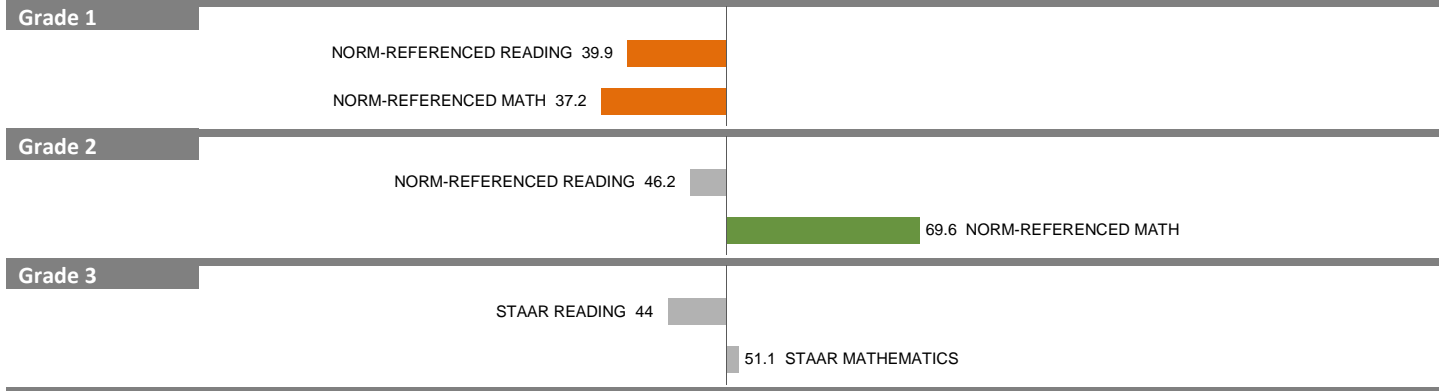 Grade 1
NORM-REFERENCED READING 39.9
NORM-REFERENCED MATH 37.2
Grade 2
NORM-REFERENCED READING 46.2
69.6 NORM-REFERENCED MATH
Grade 3
STAAR READING 44
51.1 STAAR MATHEMATICS